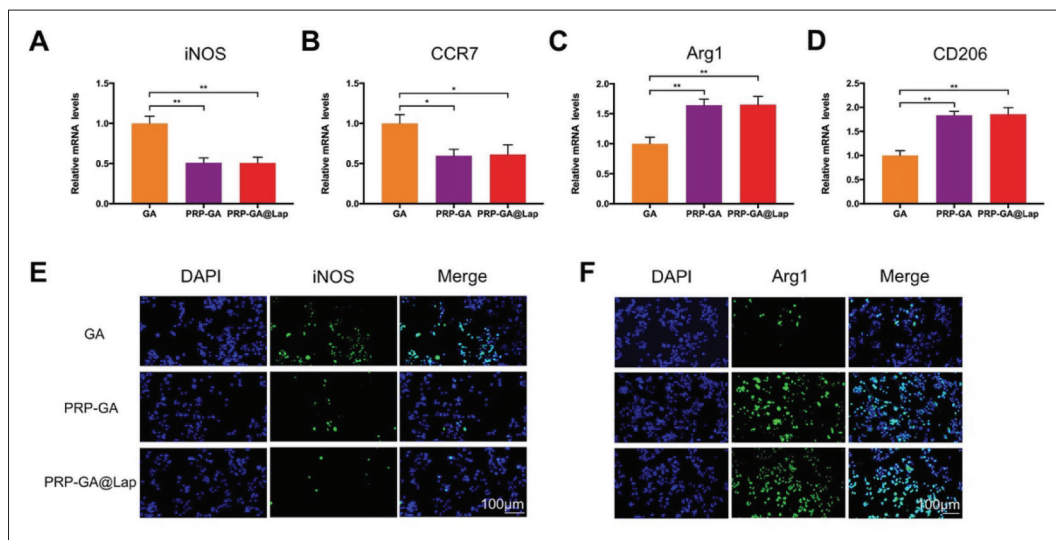 A
iNOS
Relative mRNA levels
1.5
1.0
0.5
0.0
**
**
GA
PRP-GA
PRP-GA@Lap
B
CCR7
Relative mRNA levels
1.5
1.0
0.5
0.0
*
*
GA
PRP-GA
PRP-GA@Lap
C
Arg1
Relative mRNA levels
2.0
1.5
1.0
0.5
0.0
**
**
GA
PRP-GA
PRP-GA@Lap
D
CD206
Relative mRNA levels
2.5
2.0
1.5
1.0
0.5
0.0
**
**
GA
PRP-GA
PRP-GA@Lap
E
DAPI
iNOS
Merge
GA
PRP-GA
PRP-GA@Lap
100μm
F
DAPI
Arg1
Merge
100μm